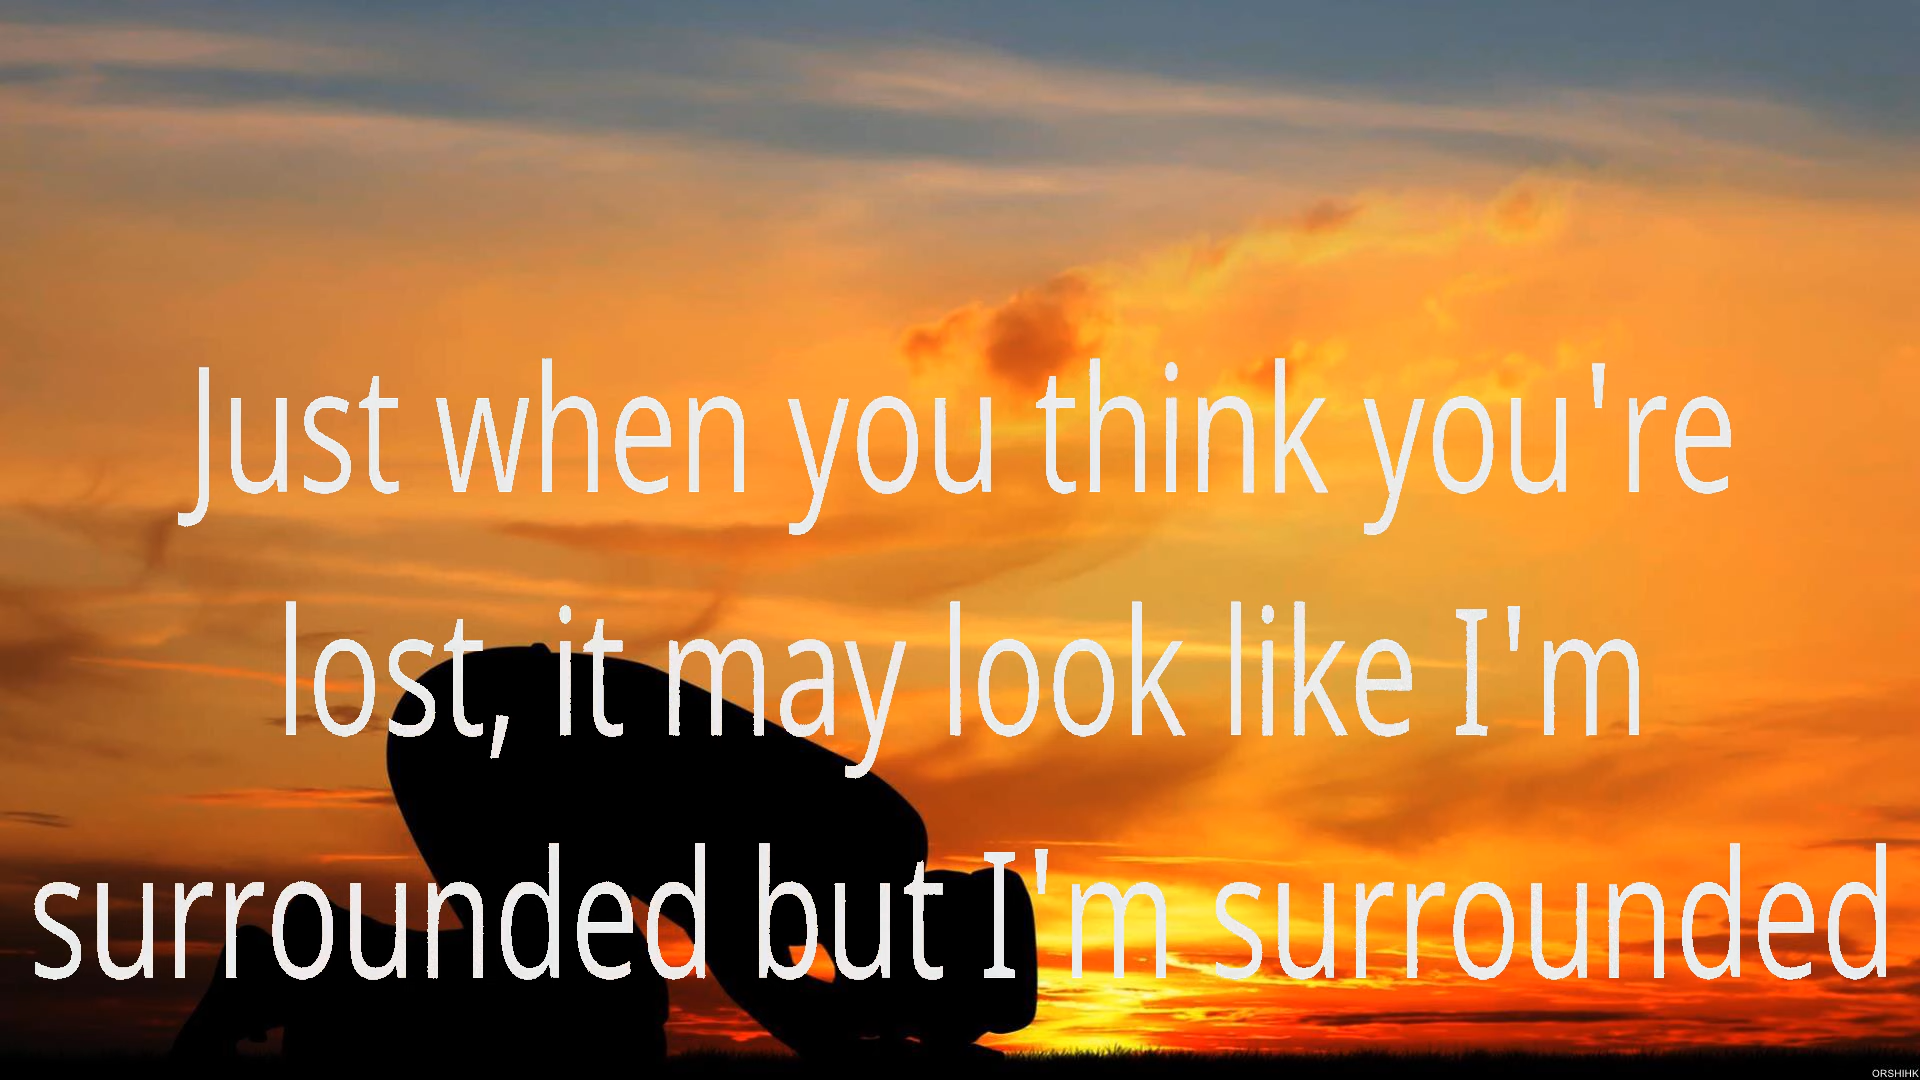 Just when you think you're
lost, it may look like I'm
surrounded but I'm surrounded
ORSHIHK